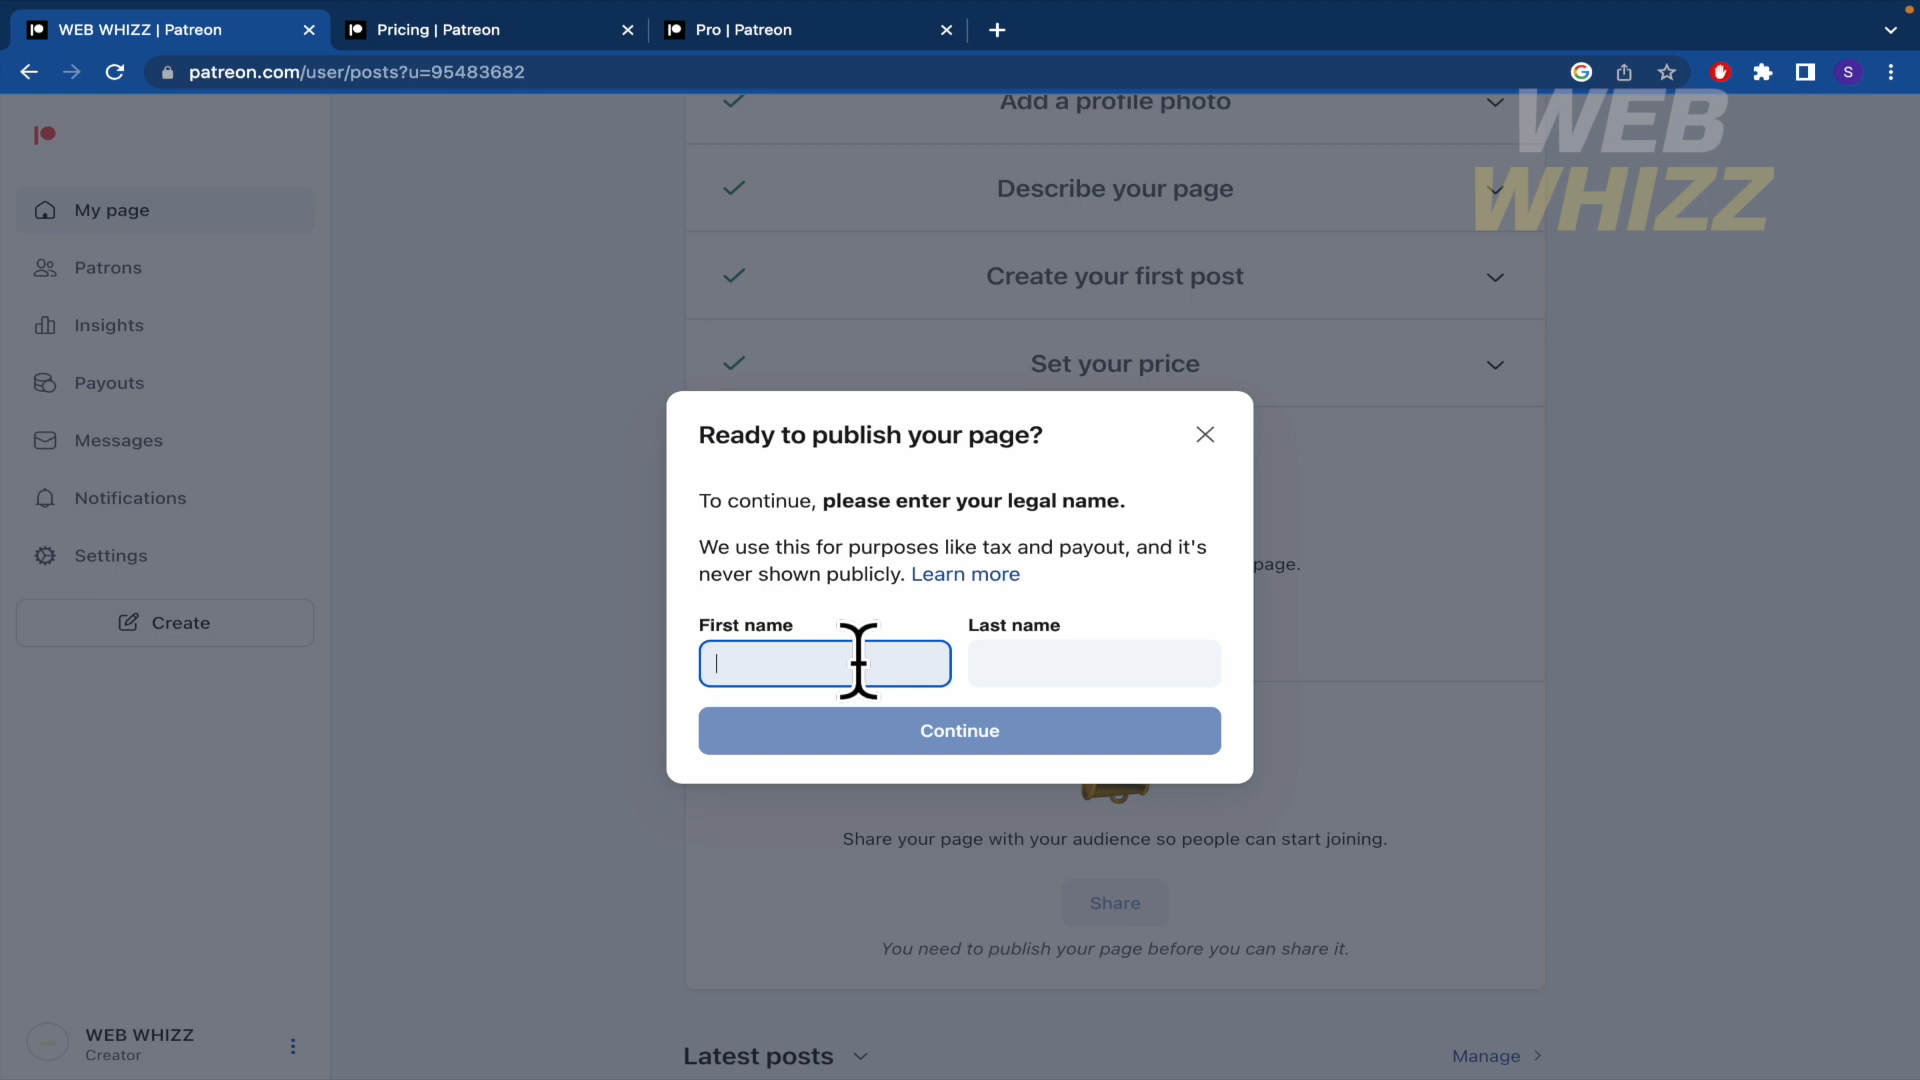 WEB WHIZZ | Patreon
Pricing | Patreon
Pro | Patreon
patreon.com/user/posts?u=95483682
S
WEB
WHIZZ
My page
Patrons
Insights
Payouts
Messages
Notifications
Settings
Create
WEB WHIZZ
Creator
Add a profile photo
Describe your page
Create your first post
Set your price
Ready to publish your page?
To continue, please enter your legal name.
We use this for purposes like tax and payout, and it's
never shown publicly. Learn more
page.
First name
Last name
Continue
Share your page with your audience so people can start joining.
Share
You need to publish your page before you can share it.
Latest posts
Manage